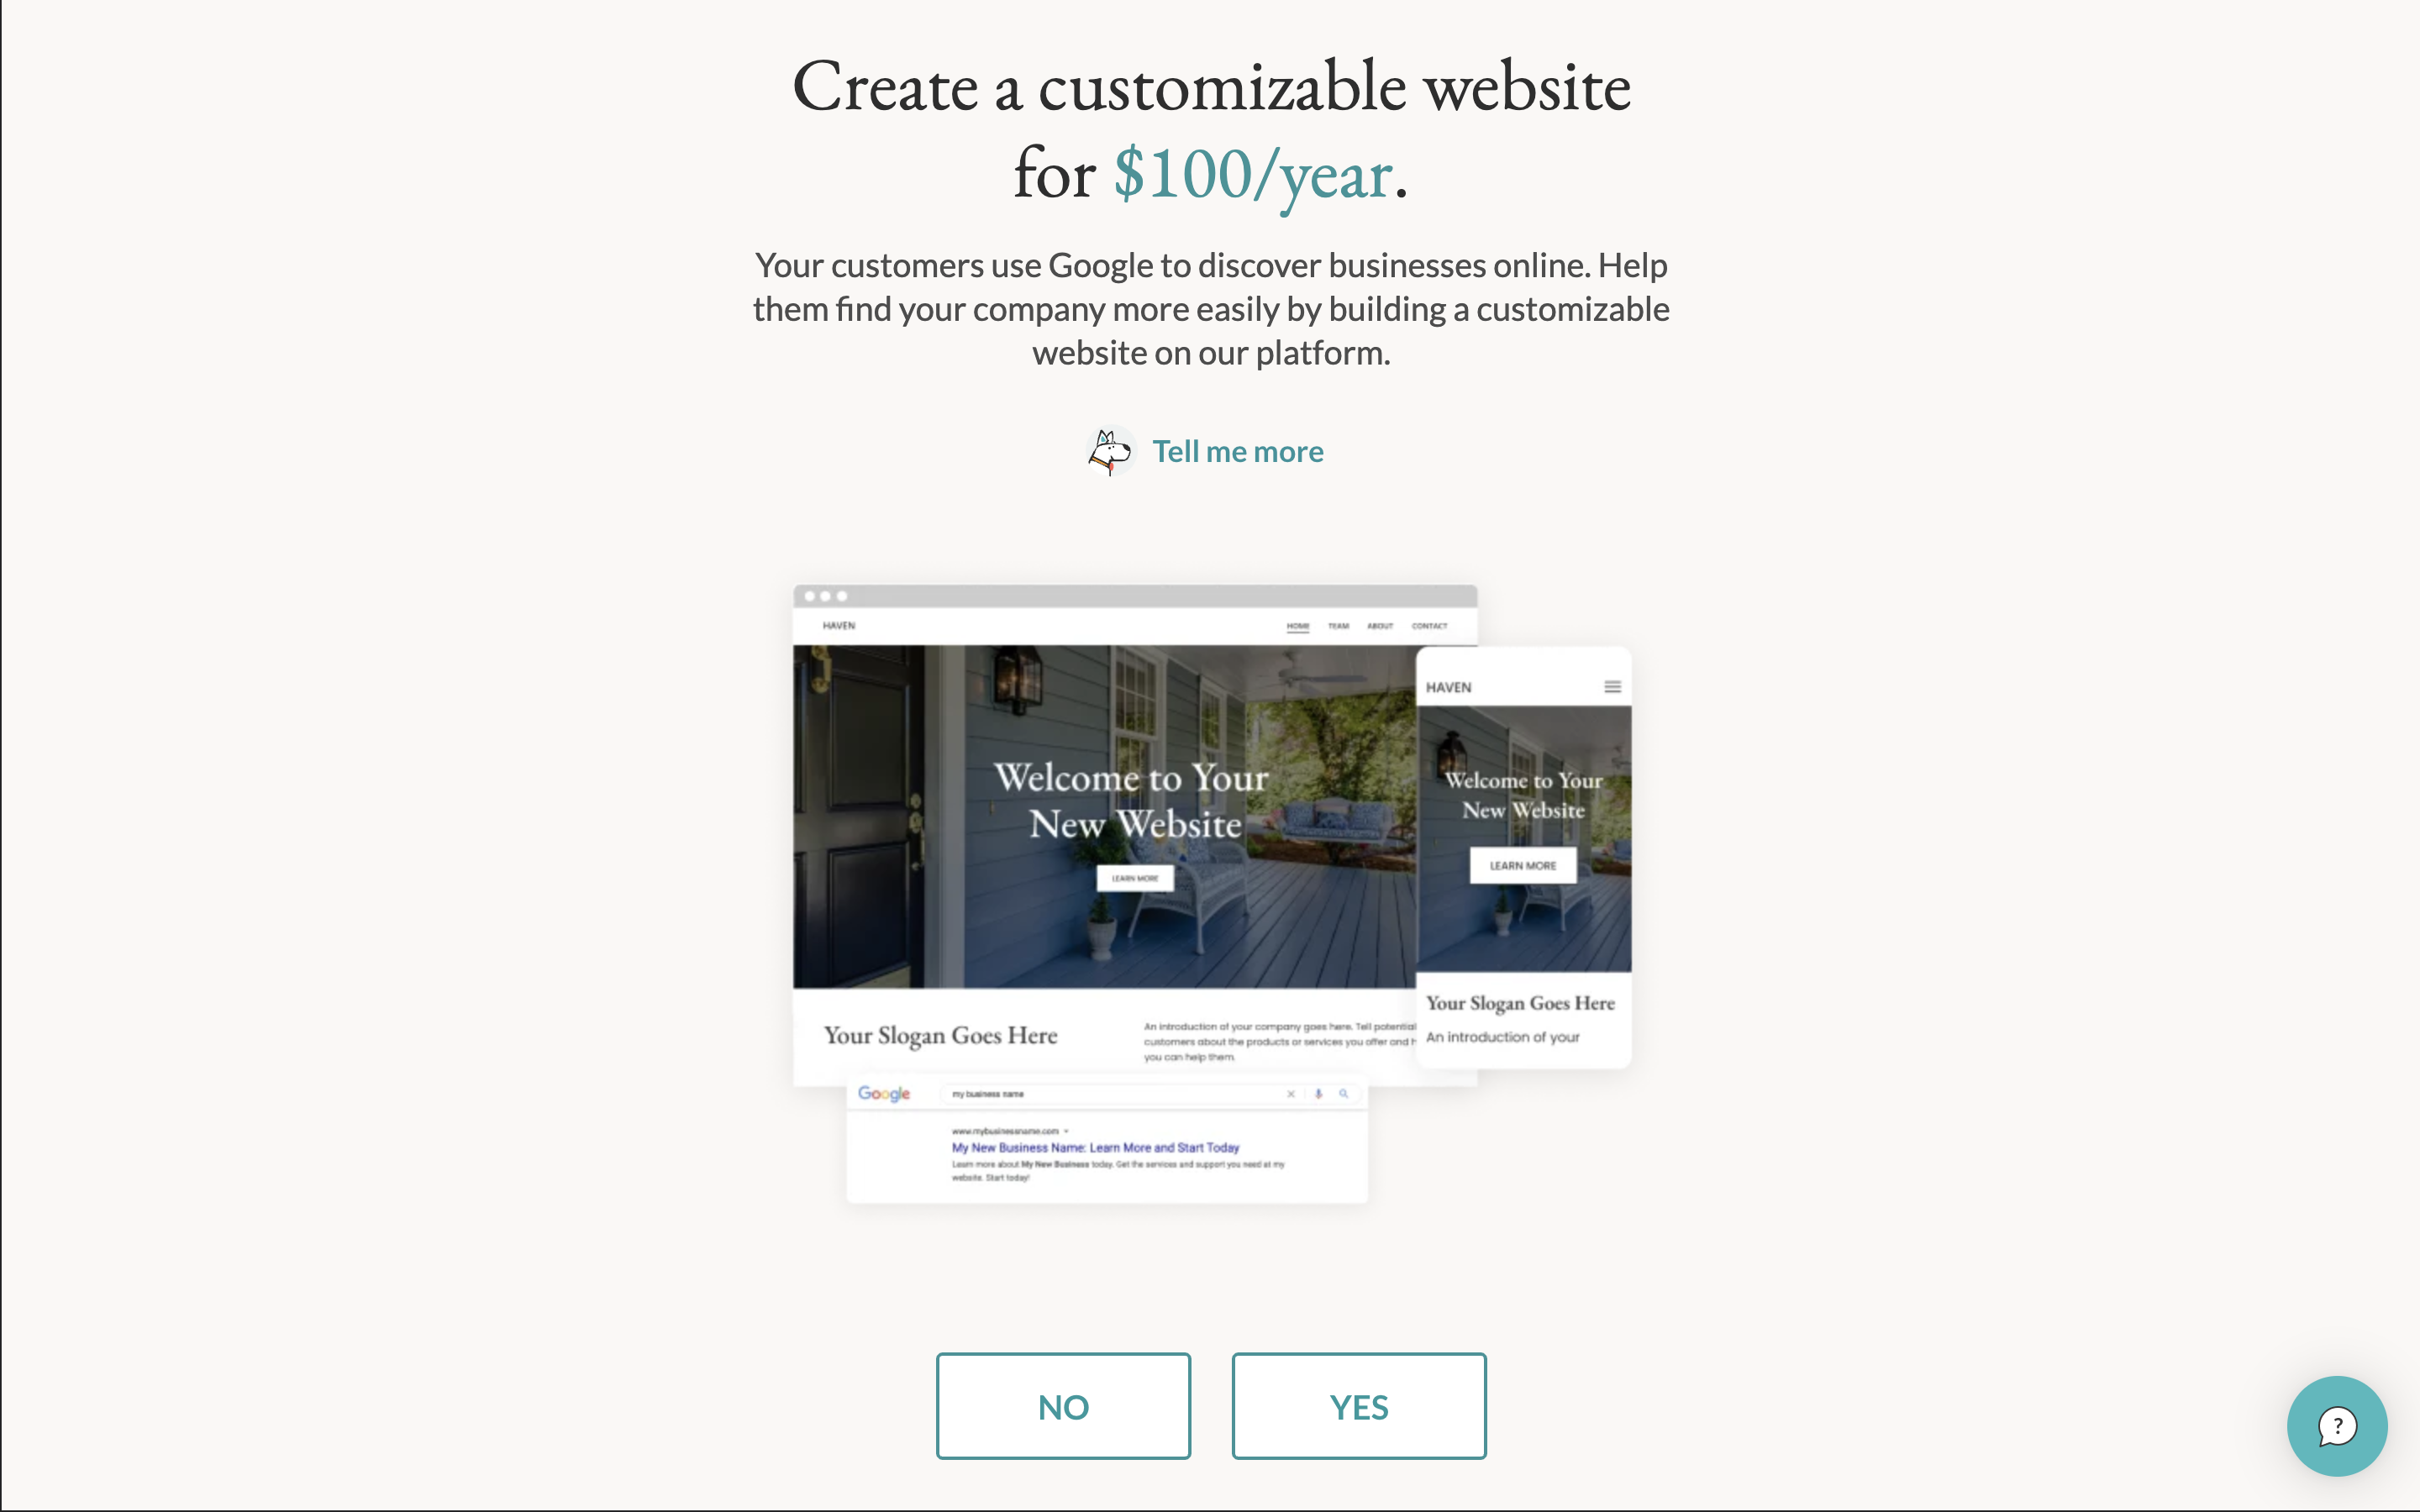 Create a customizable website
for $100/year.
Your customers use Google to discover businesses online. Help
them find your company more easily by building a customizable
website on our platform.
Tell me more
HAVEN
HOME TEAM ABOUT CONTACT
Welcome to Your
New Website
LEARN MORE
Your Slogan Goes Here
An introduction of your company goes here. Tell potential
customers about the products or services you offer and h
you can help them.
HAVEN
Welcome to Your
New Website
LEARN MORE
Your Slogan Goes Here
An introduction of your
Google
my business name
www.mybusinessname.com
My New Business Name: Learn More and Start Today
Learn more about My New Business today. Get the services and support you need at my
website. Start today!
NO
YES
?